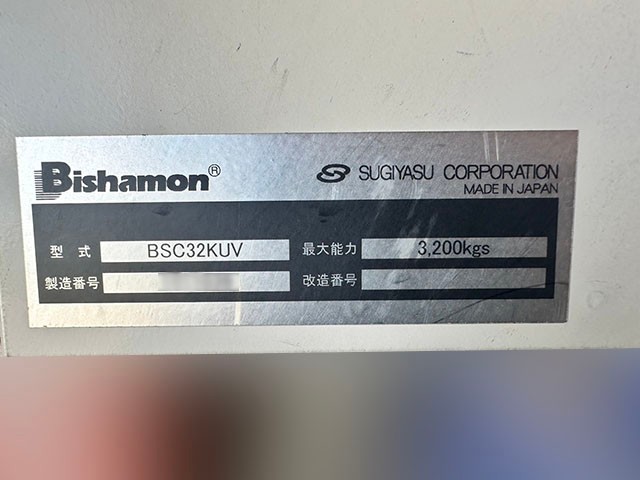 Bishamon®
SUGIYASU CORPORATION
MADE IN JAPAN
型式 BSC32KUV 最大能力 3,200kgs
製造番号 改造番号